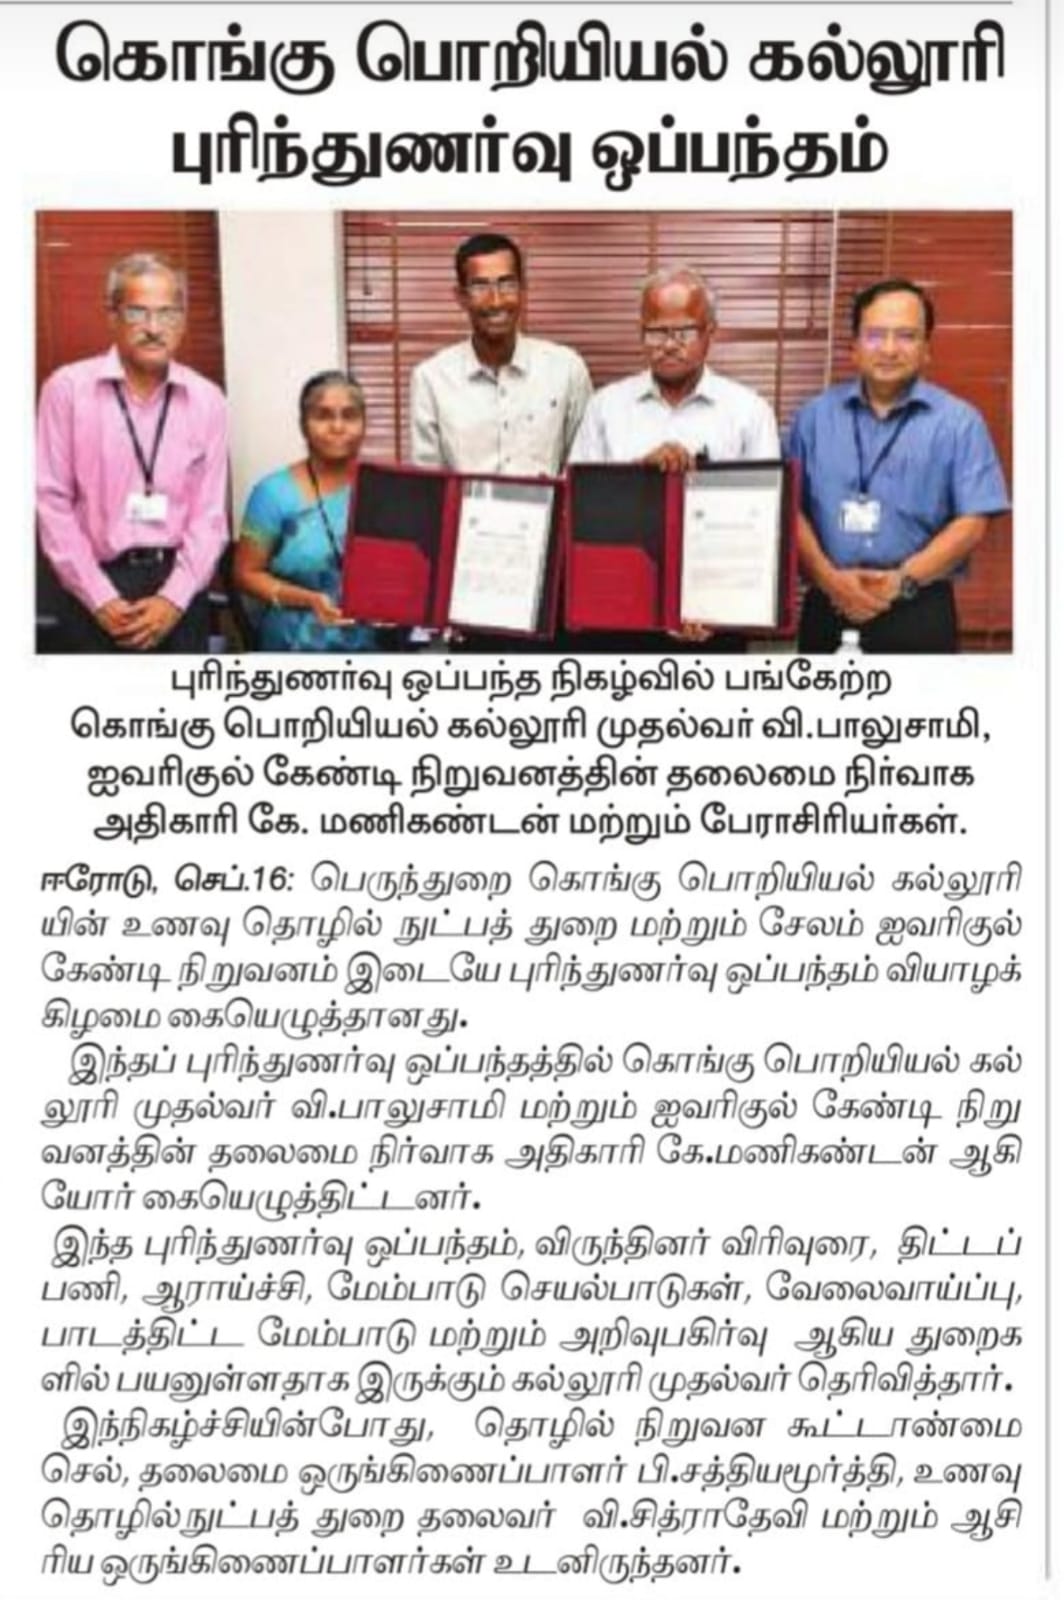 கொங்கு பொறியியல் கல்லூரி
புரிந்துணர்வு ஒப்பந்தம்
புரிந்துணர்வு ஒப்பந்த நிகழ்வில் பங்கேற்ற
கொங்கு பொறியியல் கல்லூரி முதல்வர் வி.பாலுசாமி,
ஐவரிகுல் கேண்டி நிறுவனத்தின் தலைமை நிர்வாக
அதிகாரி கே. மணிகண்டன் மற்றும் பேராசிரியர்கள்.
ஈரோடு, செப்.16: பெருந்துறை கொங்கு பொறியியல் கல்லூரி
யின் உணவு தொழில் நுட்பத் துறை மற்றும் சேலம் ஐவரிகுல்
கேண்டி நிறுவனம் இடையே புரிந்துணர்வு ஒப்பந்தம் வியாழக்
கிழமை கையெழுத்தானது.
இந்தப் புரிந்துணர்வு ஒப்பந்தத்தில் கொங்கு பொறியியல் கல்
லூரி முதல்வர் வி.பாலுசாமி மற்றும் ஐவரிகுல் கேண்டி நிறு
வனத்தின் தலைமை நிர்வாக அதிகாரி கே.மணிகண்டன் ஆகி
யோர் கையெழுத்திட்டனர்.
இந்த புரிந்துணர்வு ஒப்பந்தம், விருந்தினர் விரிவுரை, திட்டப்
பணி, ஆராய்ச்சி, மேம்பாடு செயல்பாடுகள், வேலைவாய்ப்பு,
பாடத்திட்ட மேம்பாடு மற்றும் அறிவுபகிர்வு ஆகிய துறைக
ளில் பயனுள்ளதாக இருக்கும் கல்லூரி முதல்வர் தெரிவித்தார்.
இந்நிகழ்ச்சியின்போது, தொழில் நிறுவன கூட்டாண்மை
செல், தலைமை ஒருங்கிணைப்பாளர் பி.சத்தியமூர்த்தி, உணவு
தொழில்நுட்பத் துறை தலைவர் வி.சித்ராதேவி மற்றும் ஆசி
ரிய ஒருங்கிணைப்பாளர்கள் உடனிருந்தனர்.